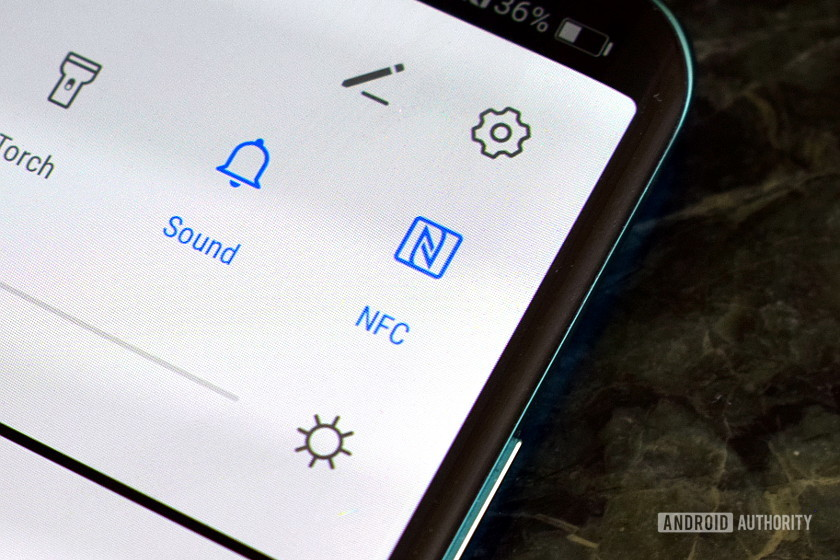 36%
Torch
Sound
NFC
ANDROID AUTHORITY